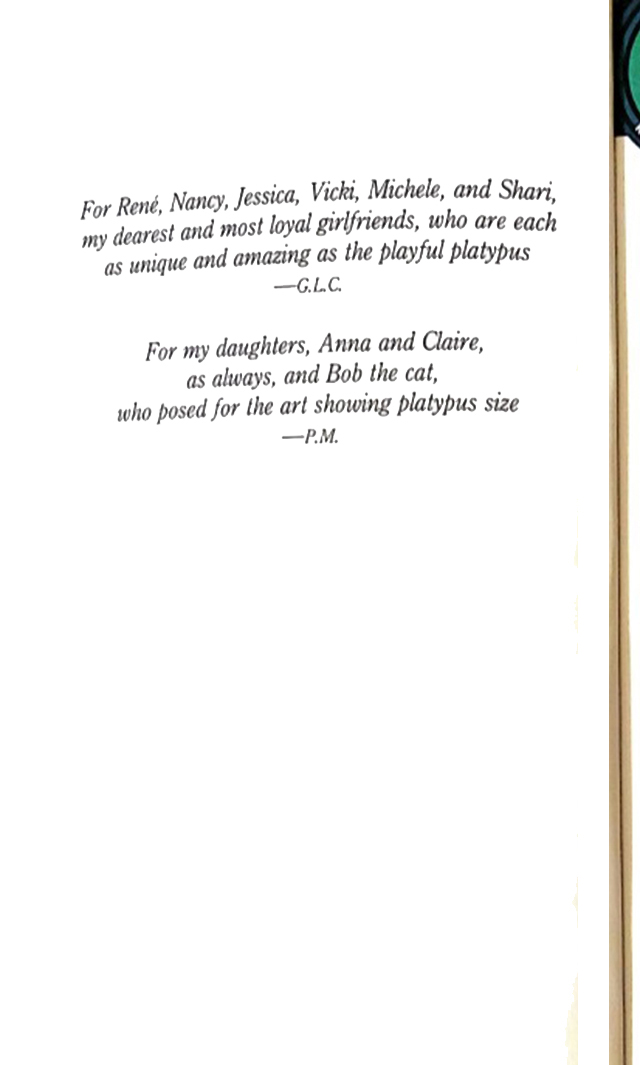 For René, Nancy, Jessica, Vicki, Michele, and Shari,
my dearest and most loyal girlfriends, who are each
as unique and amazing as the playful platypus
—G.L.C.
For my daughters, Anna and Claire,
as always, and Bob the cat,
who posed for the art showing platypus size
—P.M.